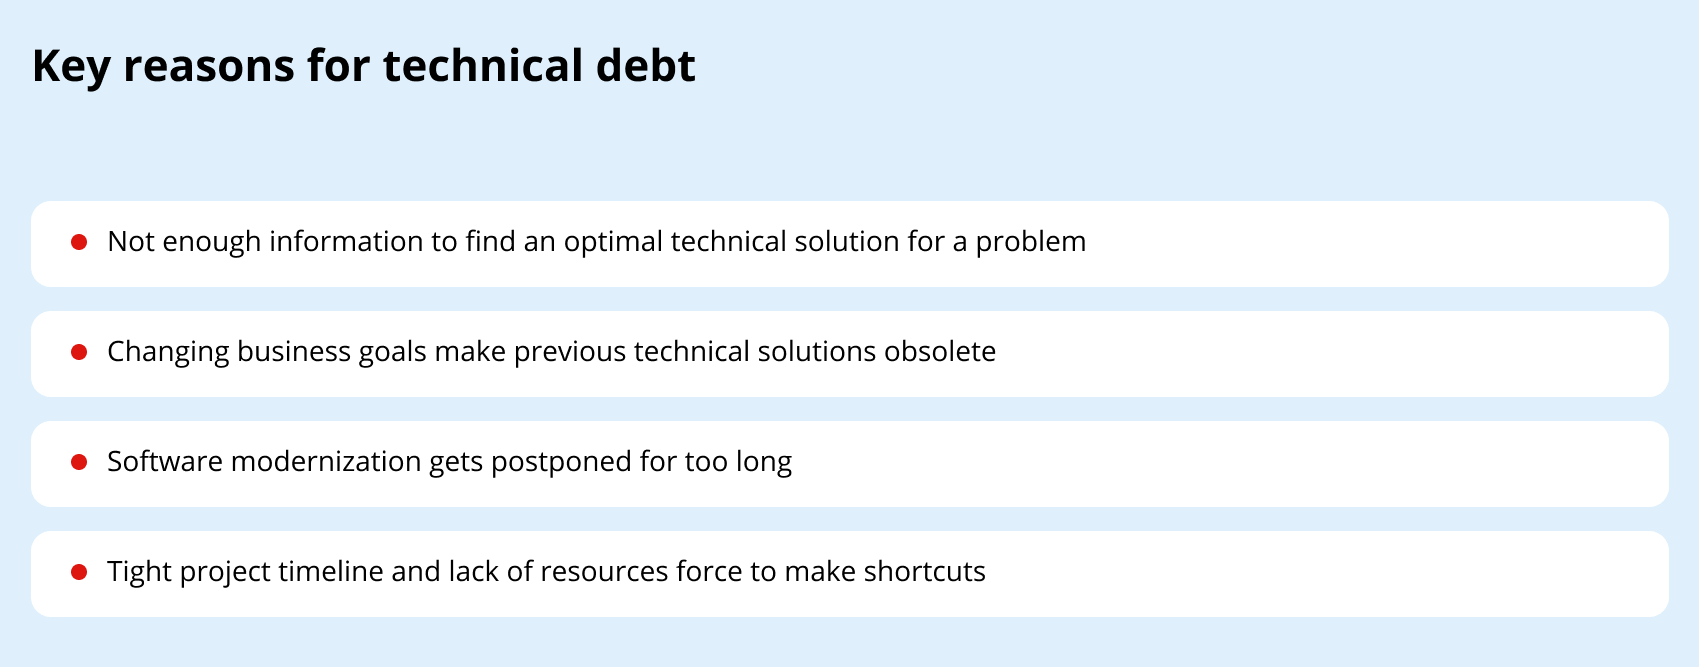 Key reasons for technical debt
Not enough information to find an optimal technical solution for a problem
Changing business goals make previous technical solutions obsolete
Software modernization gets postponed for too long
Tight project timeline and lack of resources force to make shortcuts